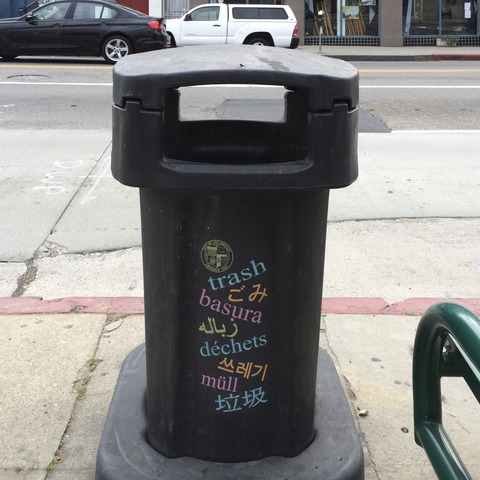 trash
ごみ
basura
زباله
déchets
쓰레기
müll
垃圾